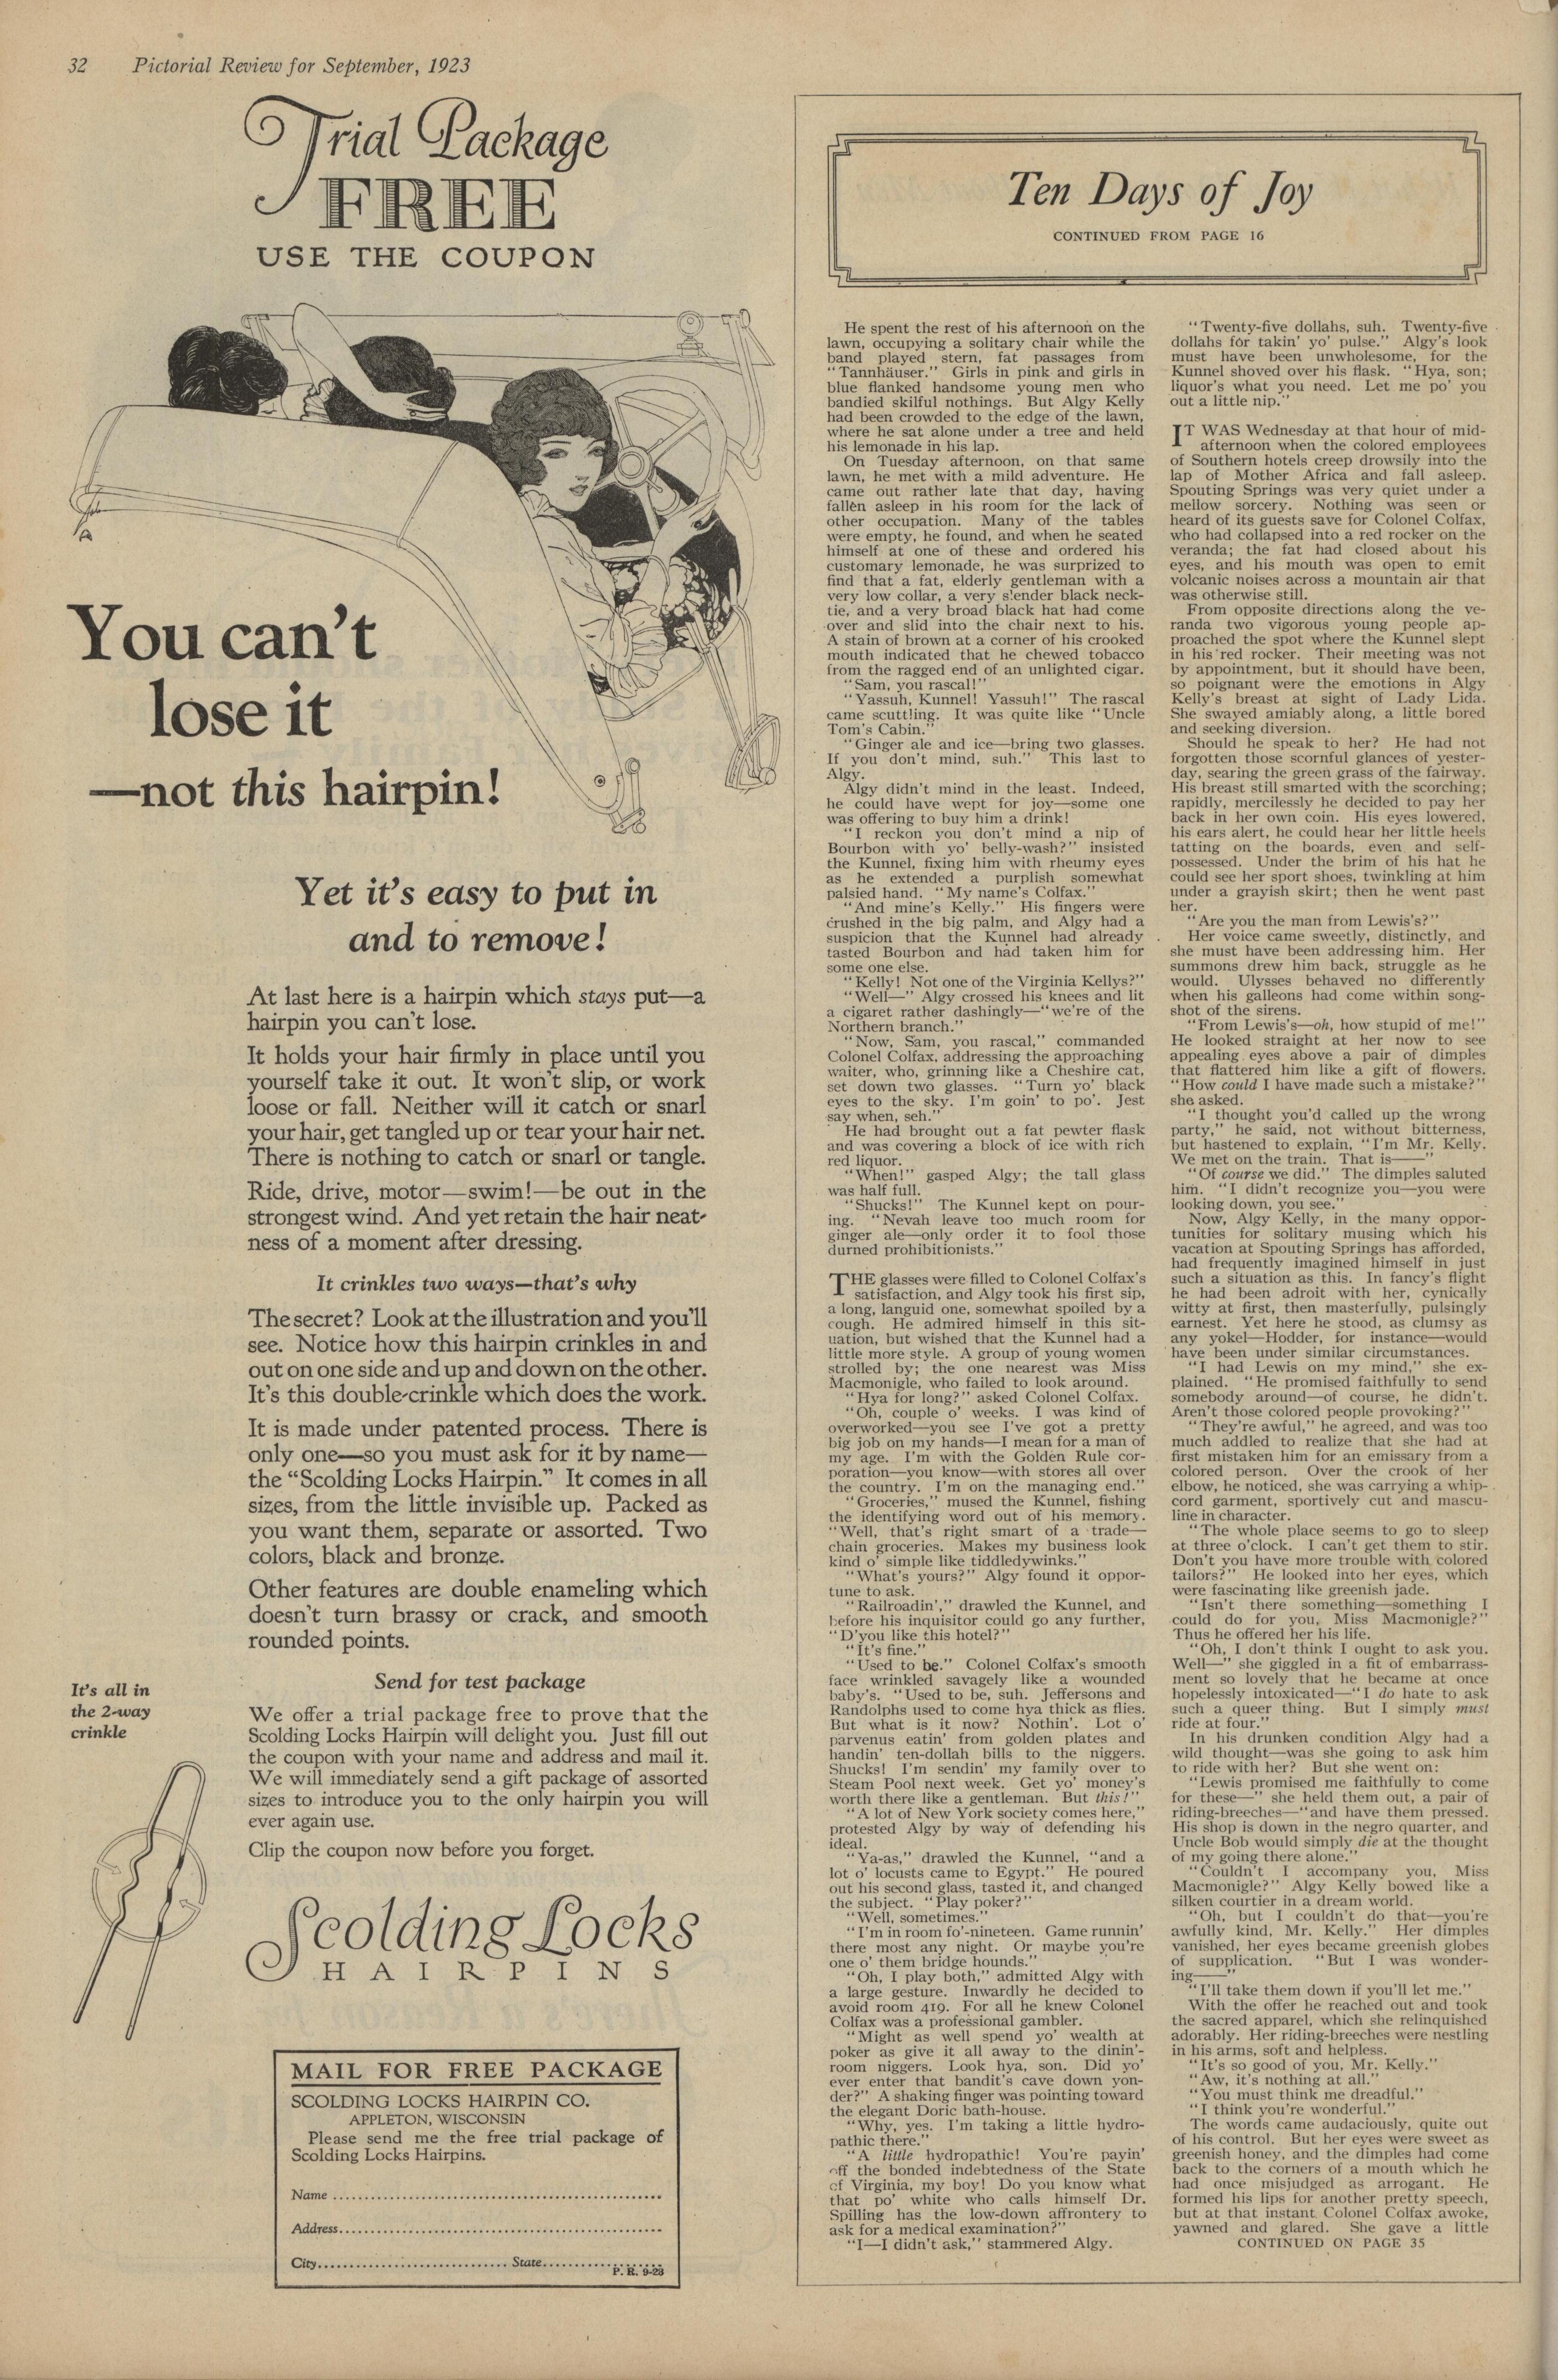 32 Pictorial Review for September, 1923
Trial Package
FREE
USE THE COUPON
You can't
lose it
—not this hairpin!
Yet it's easy to put in
and to remove!
At last here is a hairpin which stays put—a
hairpin you can't lose.
It holds your hair firmly in place until you
yourself take it out. It won't slip, or work
loose or fall. Neither will it catch or snarl
your hair, get tangled up or tear your hair net.
There is nothing to catch or snarl or tangle.
Ride, drive, motor—swim!—be out in the
strongest wind. And yet retain the hair neat-
ness of a moment after dressing.
It crinkles two ways—that's why
The secret? Look at the illustration and you'll
see. Notice how this hairpin crinkles in and
out on one side and up and down on the other.
It's this double-crinkle which does the work.
It is made under patented process. There is
only one—so you must ask for it by name—
the "Scolding Locks Hairpin." It comes in all
sizes, from the little invisible up. Packed as
you want them, separate or assorted. Two
colors, black and bronze.
Other features are double enameling which
doesn't turn brassy or crack, and smooth
rounded points.
It's all in
the 2-way
crinkle
Send for test package
We offer a trial package free to prove that the
Scolding Locks Hairpin will delight you. Just fill out
the coupon with your name and address and mail it.
We will immediately send a gift package of assorted
sizes to introduce you to the only hairpin you will
ever again use.
Clip the coupon now before you forget.
Scolding Locks
HAIRPINS
MAIL FOR FREE PACKAGE
SCOLDING LOCKS HAIRPIN CO.
APPLETON, WISCONSIN
Please send me the free trial package of
Scolding Locks Hairpins.
Name
Address
City State
P. R. 9-23
Ten Days of Joy
CONTINUED FROM PAGE 16
He spent the rest of his afternoon on the
lawn, occupying a solitary chair while the
band played stern, fat passages from
"Tannhäuser." Girls in pink and girls in
blue flanked handsome young men who
bandied skilful nothings. But Algy Kelly
had been crowded to the edge of the lawn,
where he sat alone under a tree and held
his lemonade in his lap.
On Tuesday afternoon, on that same
lawn, he met with a mild adventure. He
came out rather late that day, having
fallen asleep in his room for the lack of
other occupation. Many of the tables
were empty, he found, and when he seated
himself at one of these and ordered his
customary lemonade, he was surprized to
find that a fat, elderly gentleman with a
very low collar, a very slender black neck-
tie, and a very broad black hat had come
over and slid into the chair next to his.
A stain of brown at a corner of his crooked
mouth indicated that he chewed tobacco
from the ragged end of an unlighted cigar.
"Sam, you rascal!"
"Yassuh, Kunnel! Yassuh!" The rascal
came scuttling. It was quite like "Uncle
Tom's Cabin."
"Ginger ale and ice—bring two glasses.
If you don't mind, suh." This last to
Algy.
Algy didn't mind in the least. Indeed,
he could have wept for joy—some one
was offering to buy him a drink!
"I reckon you don't mind a nip of
Bourbon with yo' belly-wash?" insisted
the Kunnel, fixing him with rheumy eyes
as he extended a purplish somewhat
palsied hand. "My name's Colfax."
"And mine's Kelly." His fingers were
crushed in the big palm, and Algy had a
suspicion that the Kunnel had already
tasted Bourbon and had taken him for
some one else.
"Kelly! Not one of the Virginia Kellys?"
"Well—" Algy crossed his knees and lit
a cigaret rather dashingly—"we're of the
Northern branch."
"Now, Sam, you rascal," commanded
Colonel Colfax, addressing the approaching
waiter, who, grinning like a Cheshire cat,
set down two glasses. "Turn yo' black
eyes to the sky. I'm goin' to po'. Jest
say when, seh."
He had brought out a fat pewter flask
and was covering a block of ice with rich
red liquor.
"When!" gasped Algy; the tall glass
was half full.
"Shucks!" The Kunnel kept on pour-
ing. "Nevah leave too much room for
ginger ale—only order it to fool those
durned prohibitionists."
THE glasses were filled to Colonel Colfax's
satisfaction, and Algy took his first sip,
a long, languid one, somewhat spoiled by a
cough. He admired himself in this sit-
uation, but wished that the Kunnel had a
little more style. A group of young women
strolled by; the one nearest was Miss
Macmonigle, who failed to look around.
"Hya for long?" asked Colonel Colfax.
"Oh, couple o' weeks. I was kind of
overworked—you see I've got a pretty
big job on my hands—I mean for a man of
my age. I'm with the Golden Rule cor-
poration—you know—with stores all over
the country. I'm on the managing end."
"Groceries," mused the Kunnel, fishing
the identifying word out of his memory.
"Well, that's right smart of a trade—
chain groceries. Makes my business look
kind o' simple like tiddledywinks."
"What's yours?" Algy found it oppor-
tune to ask.
"Railroadin'," drawled the Kunnel, and
before his inquisitor could go any further,
"D'you like this hotel?"
"It's fine."
"Used to be." Colonel Colfax's smooth
face wrinkled savagely like a wounded
baby's. "Used to be, suh. Jeffersons and
Randolphs used to come hya thick as flies.
But what is it now? Nothin'. Lot o'
parvenus eatin' from golden plates and
handin' ten-dollah bills to the niggers.
Shucks! I'm sendin' my family over to
Steam Pool next week. Get yo' money's
worth there like a gentleman. But this!"
"A lot of New York society comes here,"
protested Algy by way of defending his
ideal.
"Ya-as," drawled the Kunnel, "and a
lot o' locusts came to Egypt." He poured
out his second glass, tasted it, and changed
the subject. "Play poker?"
"Well, sometimes."
"I'm in room fo'-nineteen. Game runnin'
there most any night. Or maybe you're
one o' them bridge hounds."
"Oh, I play both," admitted Algy with
a large gesture. Inwardly he decided to
avoid room 419. For all he knew Colonel
Colfax was a professional gambler.
"Might as well spend yo' wealth at
poker as give it all away to the dinin'-
room niggers. Look hya, son. Did yo'
ever enter that bandit's cave down yon-
der?" A shaking finger was pointing toward
the elegant Doric bath-house.
"Why, yes. I'm taking a little hydro-
pathic there."
"A little hydropathic! You're payin'
off the bonded indebtedness of the State
of Virginia, my boy! Do you know what
that po' white who calls himself Dr.
Spilling has the low-down affrontery to
ask for a medical examination?"
"I—I didn't ask," stammered Algy.
"Twenty-five dollahs, suh. Twenty-five
dollahs for takin' yo' pulse." Algy's look
must have been unwholesome, for the
Kunnel shoved over his flask. "Hya, son;
liquor's what you need. Let me po' you
out a little nip."
IT WAS Wednesday at that hour of mid-
afternoon when the colored employees
of Southern hotels creep drowsily into the
lap of Mother Africa and fall asleep.
Spouting Springs was very quiet under a
mellow sorcery. Nothing was seen or
heard of its guests save for Colonel Colfax,
who had collapsed into a red rocker on the
veranda; the fat had closed about his
eyes, and his mouth was open to emit
volcanic noises across a mountain air that
was otherwise still.
From opposite directions along the ve-
randa two vigorous young people ap-
proached the spot where the Kunnel slept
in his red rocker. Their meeting was not
by appointment, but it should have been,
so poignant were the emotions in Algy
Kelly's breast at sight of Lady Lida.
She swayed amiably along, a little bored
and seeking diversion.
Should he speak to her? He had not
forgotten those scornful glances of yester-
day, searing the green grass of the fairway.
His breast still smarted with the scorching;
rapidly, mercilessly he decided to pay her
back in her own coin. His eyes lowered,
his ears alert, he could hear her little heels
tatting on the boards, even and self-
possessed. Under the brim of his hat he
could see her sport shoes, twinkling at him
under a grayish skirt; then he went past
her.
"Are you the man from Lewis's?"
Her voice came sweetly, distinctly, and
she must have been addressing him. Her
summons drew him back, struggle as he
would. Ulysses behaved no differently
when his galleons had come within song-
shot of the sirens.
"From Lewis's—oh, how stupid of me!"
He looked straight at her now to see
appealing eyes above a pair of dimples
that flattered him like a gift of flowers.
"How could I have made such a mistake?"
she asked.
"I thought you'd called up the wrong
party," he said, not without bitterness,
but hastened to explain, "I'm Mr. Kelly.
We met on the train. That is——"
"Of course we did." The dimples saluted
him. "I didn't recognize you—you were
looking down, you see."
Now, Algy Kelly, in the many oppor-
tunities for solitary musing which his
vacation at Spouting Springs has afforded,
had frequently imagined himself in just
such a situation as this. In fancy's flight
he had been adroit with her, cynically
witty at first, then masterfully, pulsingly
earnest. Yet here he stood, as clumsy as
any yokel—Hodder, for instance—would
have been under similar circumstances.
"I had Lewis on my mind," she ex-
plained. "He promised faithfully to send
somebody around—of course, he didn't.
Aren't those colored people provoking?"
"They're awful," he agreed, and was too
much addled to realize that she had at
first mistaken him for an emissary from a
colored person. Over the crook of her
elbow, he noticed, she was carrying a whip-
cord garment, sportively cut and mascu-
line in character.
"The whole place seems to go to sleep
at three o'clock. I can't get them to stir.
Don't you have more trouble with colored
tailors?" He looked into her eyes, which
were fascinating like greenish jade.
"Isn't there something—something I
could do for you, Miss Macmonigle?"
Thus he offered her his life.
"Oh, I don't think I ought to ask you.
Well—" she giggled in a fit of embarrass-
ment so lovely that he became at once
hopelessly intoxicated—"I do hate to ask
such a queer thing. But I simply must
ride at four."
In his drunken condition Algy had a
wild thought—was she going to ask him
to ride with her? But she went on:
"Lewis promised me faithfully to come
for these—" she held them out, a pair of
riding-breeches—"and have them pressed.
His shop is down in the negro quarter, and
Uncle Bob would simply die at the thought
of my going there alone."
"Couldn't I accompany you, Miss
Macmonigle?" Algy Kelly bowed like a
silken courtier in a dream world.
"Oh, but I couldn't do that—you're
awfully kind, Mr. Kelly." Her dimples
vanished, her eyes became greenish globes
of supplication. "But I was wonder-
ing——"
"I'll take them down if you'll let me."
With the offer he reached out and took
the sacred apparel, which she relinquished
adorably. Her riding-breeches were nestling
in his arms, soft and helpless.
"It's so good of you, Mr. Kelly."
"Aw, it's nothing at all."
"You must think me dreadful."
"I think you're wonderful."
The words came audaciously, quite out
of his control. But her eyes were sweet as
greenish honey, and the dimples had come
back to the corners of a mouth which he
had once misjudged as arrogant. He
formed his lips for another pretty speech,
but at that instant Colonel Colfax awoke,
yawned and glared. She gave a little
CONTINUED ON PAGE 35